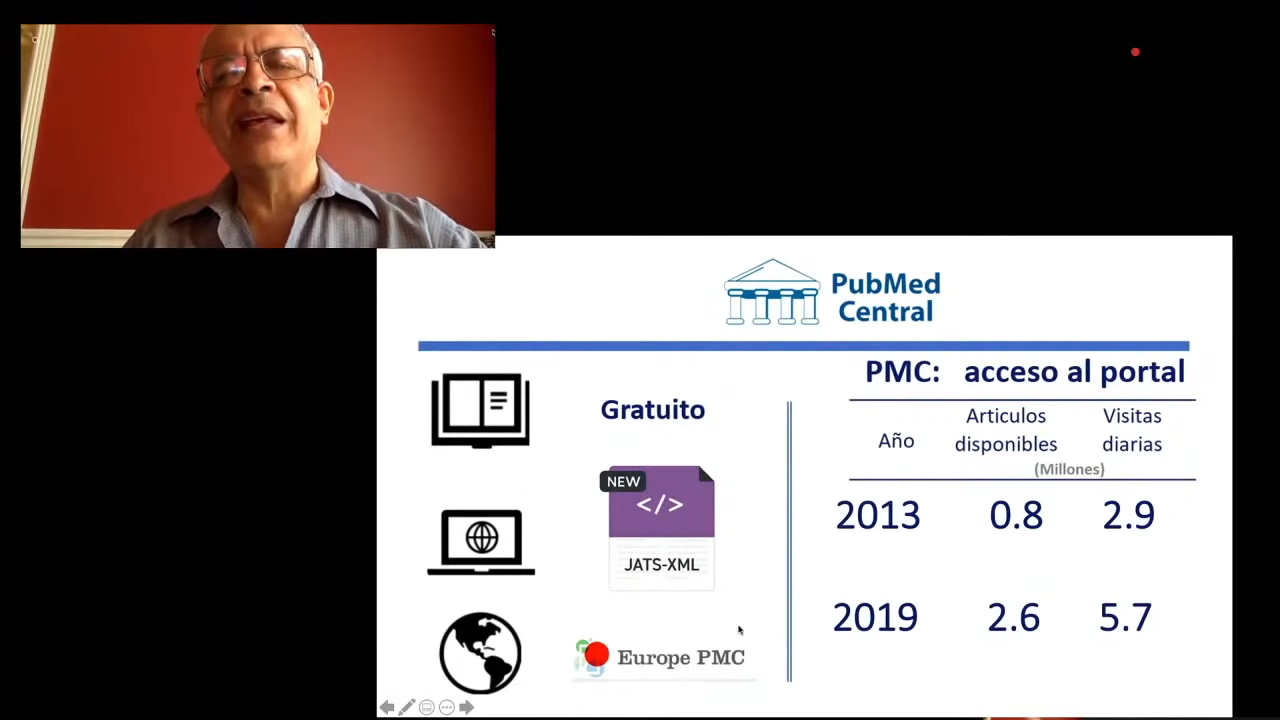 PubMed
Central
PMC: acceso al portal
Gratuito
Año
Articulos
disponibles
Visitas
diarias
(Millones)
NEW
</>
JATS-XML
2013 0.8 2.9
2019 2.6 5.7
Europe PMC